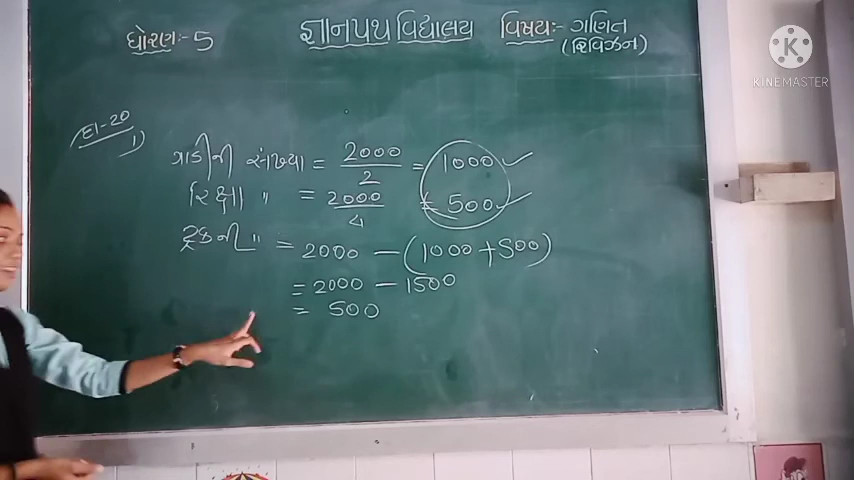 ધોરણ:- 5
જ્ઞાનપથ વિદ્યાલય
વિષય:- ગણિત
(રિવિઝન)
K
KINEMASTER
દા-20
1)
ગાડીની સંખ્યા = 2000/2 = 1000 ✓
રિક્ષા " = 2000/4 = 500 ✓
ટ્રકની " = 2000 - (1000 + 500)
= 2000 - 1500
= 500